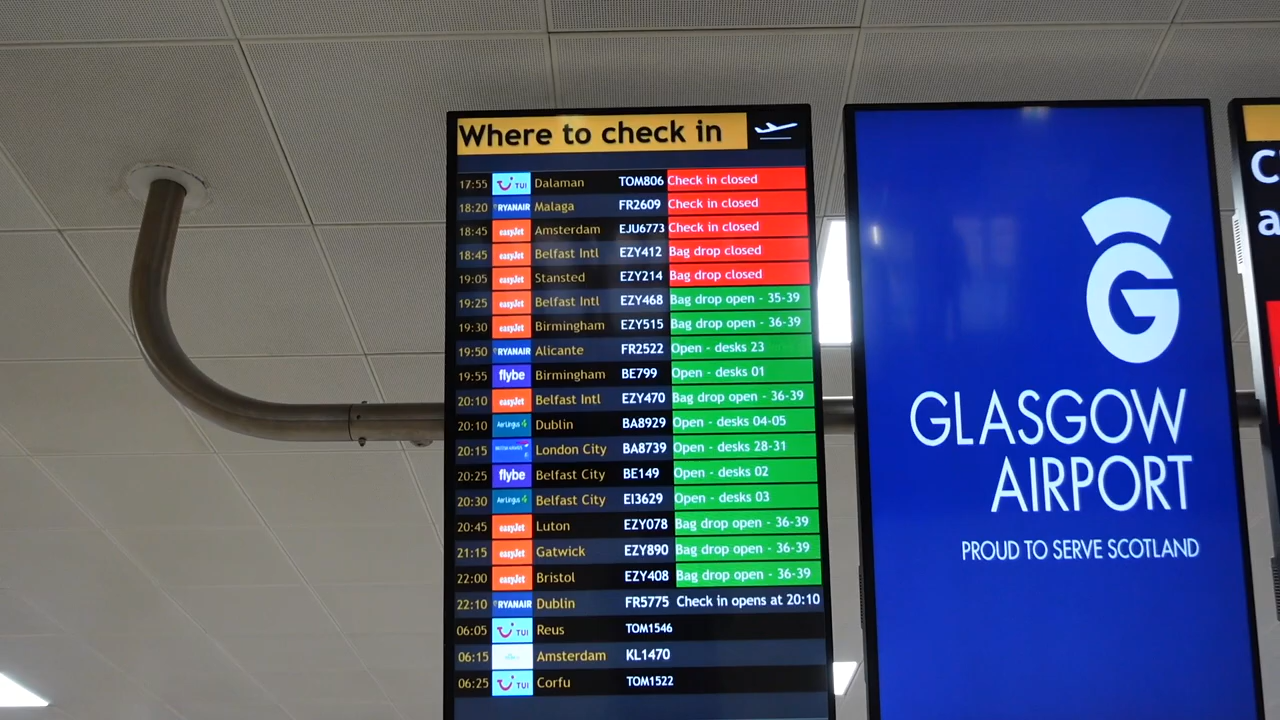 Where to check in
17:55 TUI Dalaman TOM806 Check in closed
18:20 RYANAIR Malaga FR2609 Check in closed
18:45 easyJet Amsterdam EJU6773 Check in closed
18:45 easyJet Belfast Intl EZY412 Bag drop closed
19:05 easyJet Stansted EZY214 Bag drop closed
19:25 easyJet Belfast Intl EZY468 Bag drop open - 35-39
19:30 easyJet Birmingham EZY515 Bag drop open - 36-39
19:50 RYANAIR Alicante FR2522 Open - desks 23
19:55 flybe Birmingham BE799 Open - desks 01
20:10 easyJet Belfast Intl EZY470 Bag drop open - 36-39
20:10 Aer Lingus Dublin BA8929 Open - desks 04-05
20:15 BRITISH AIRWAYS London City BA8739 Open - desks 28-31
20:25 flybe Belfast City BE149 Open - desks 02
20:30 Aer Lingus Belfast City EI3629 Open - desks 03
20:45 easyJet Luton EZY078 Bag drop open - 36-39
21:15 easyJet Gatwick EZY890 Bag drop open - 36-39
22:00 easyJet Bristol EZY408 Bag drop open - 36-39
22:10 RYANAIR Dublin FR5775 Check in opens at 20:10
06:05 TUI Reus TOM1546
06:15 Amsterdam KL1470
06:25 TUI Corfu TOM1522
G
GLASGOW
AIRPORT
PROUD TO SERVE SCOTLAND